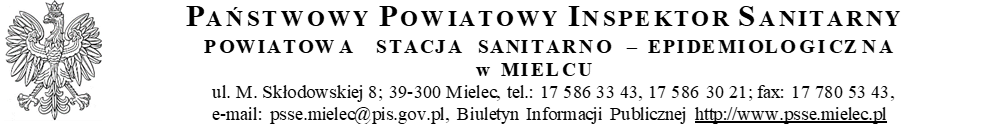 PAŃSTWOWY POWIATOWY INSPEKTOR SANITARNY
POWIATOWA STACJA SANITARNO – EPIDEMIOLOGICZNA
w MIELCU
ul. M. Skłodowskiej 8; 39-300 Mielec, tel.: 17 586 33 43, 17 586 30 21; fax: 17 780 53 43,
e-mail: psse.mielec@pis.gov.pl, Biuletyn Informacji Publicznej http://www.psse.mielec.pl